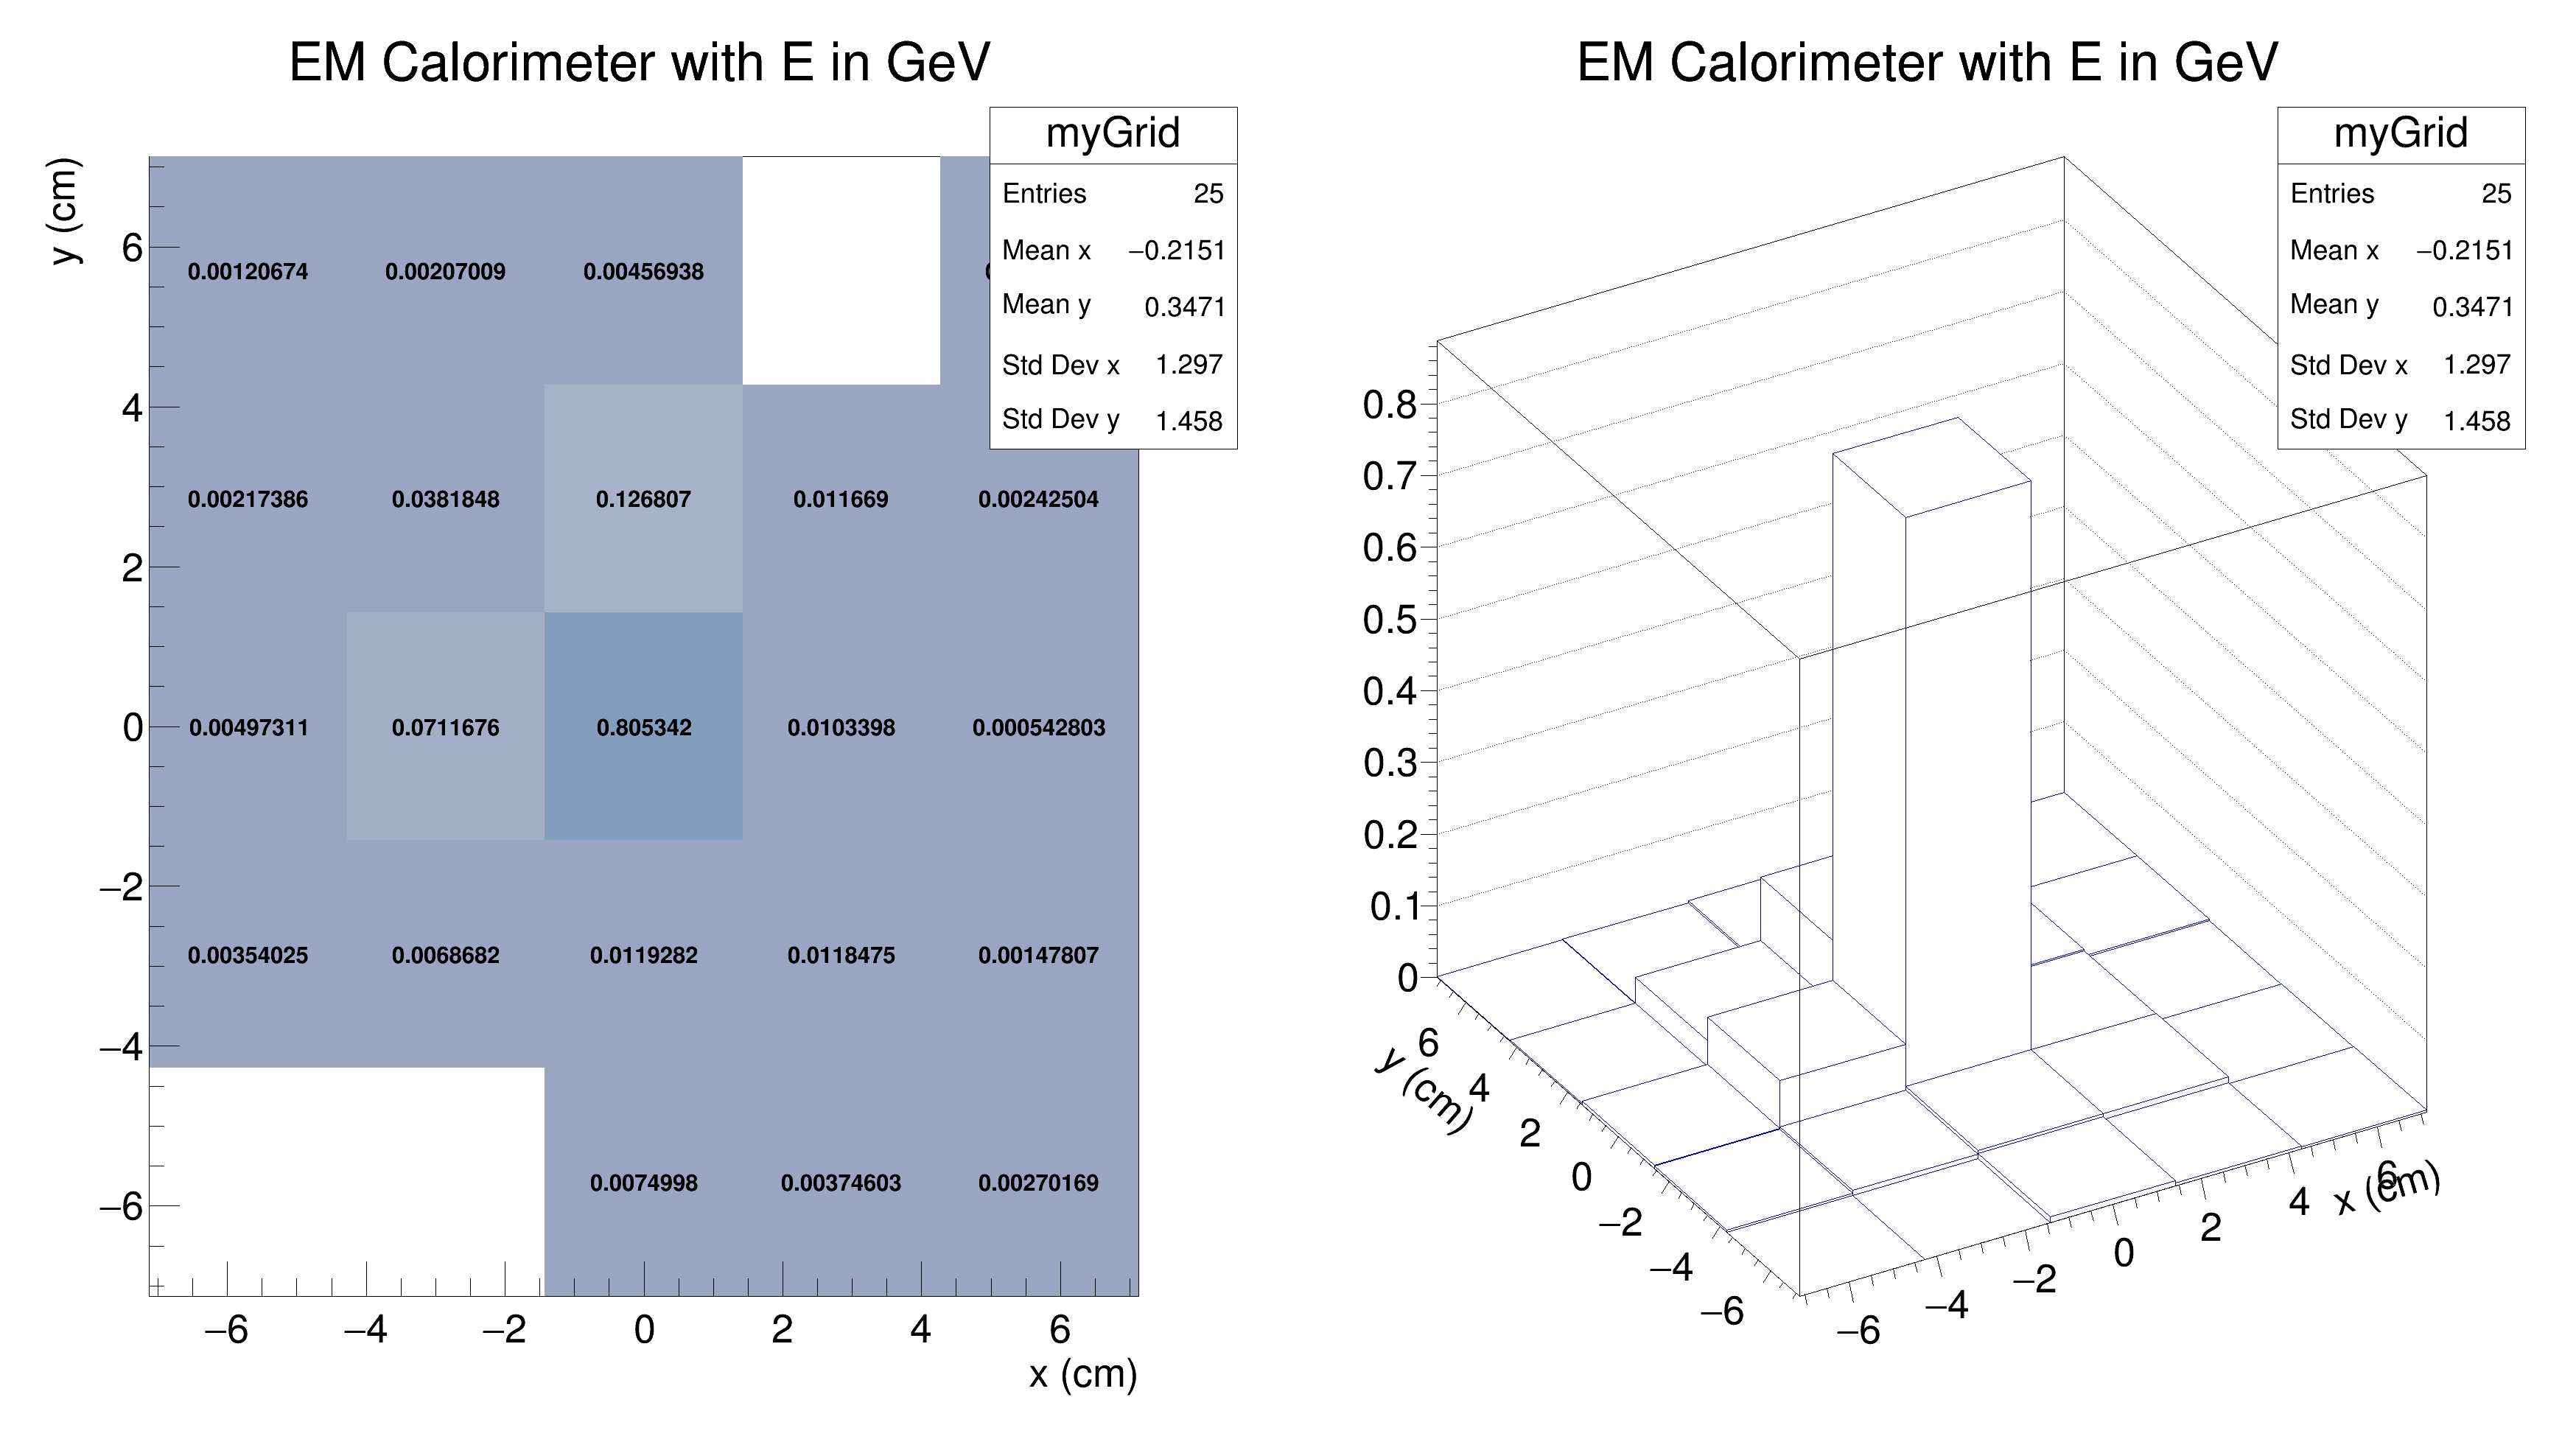 EM Calorimeter with E in GeV
myGrid
Entries 25
Mean x −0.2151
Mean y 0.3471
Std Dev x 1.297
Std Dev y 1.458
y (cm)
6
4
2
0
−2
−4
−6
0.00120674 0.00207009 0.00456938
0.00217386 0.0381848 0.126807 0.011669 0.00242504
0.00497311 0.0711676 0.805342 0.0103398 0.000542803
0.00354025 0.0068682 0.0119282 0.0118475 0.00147807
0.0074998 0.00374603 0.00270169
−6 −4 −2 0 2 4 6
x (cm)
EM Calorimeter with E in GeV
myGrid
Entries 25
Mean x −0.2151
Mean y 0.3471
Std Dev x 1.297
Std Dev y 1.458
0.8
0.7
0.6
0.5
0.4
0.3
0.2
0.1
0
y (cm)
6
4
2
0
−2
−4
−6
−6
−4
−2
0
2
4
6
x (cm)